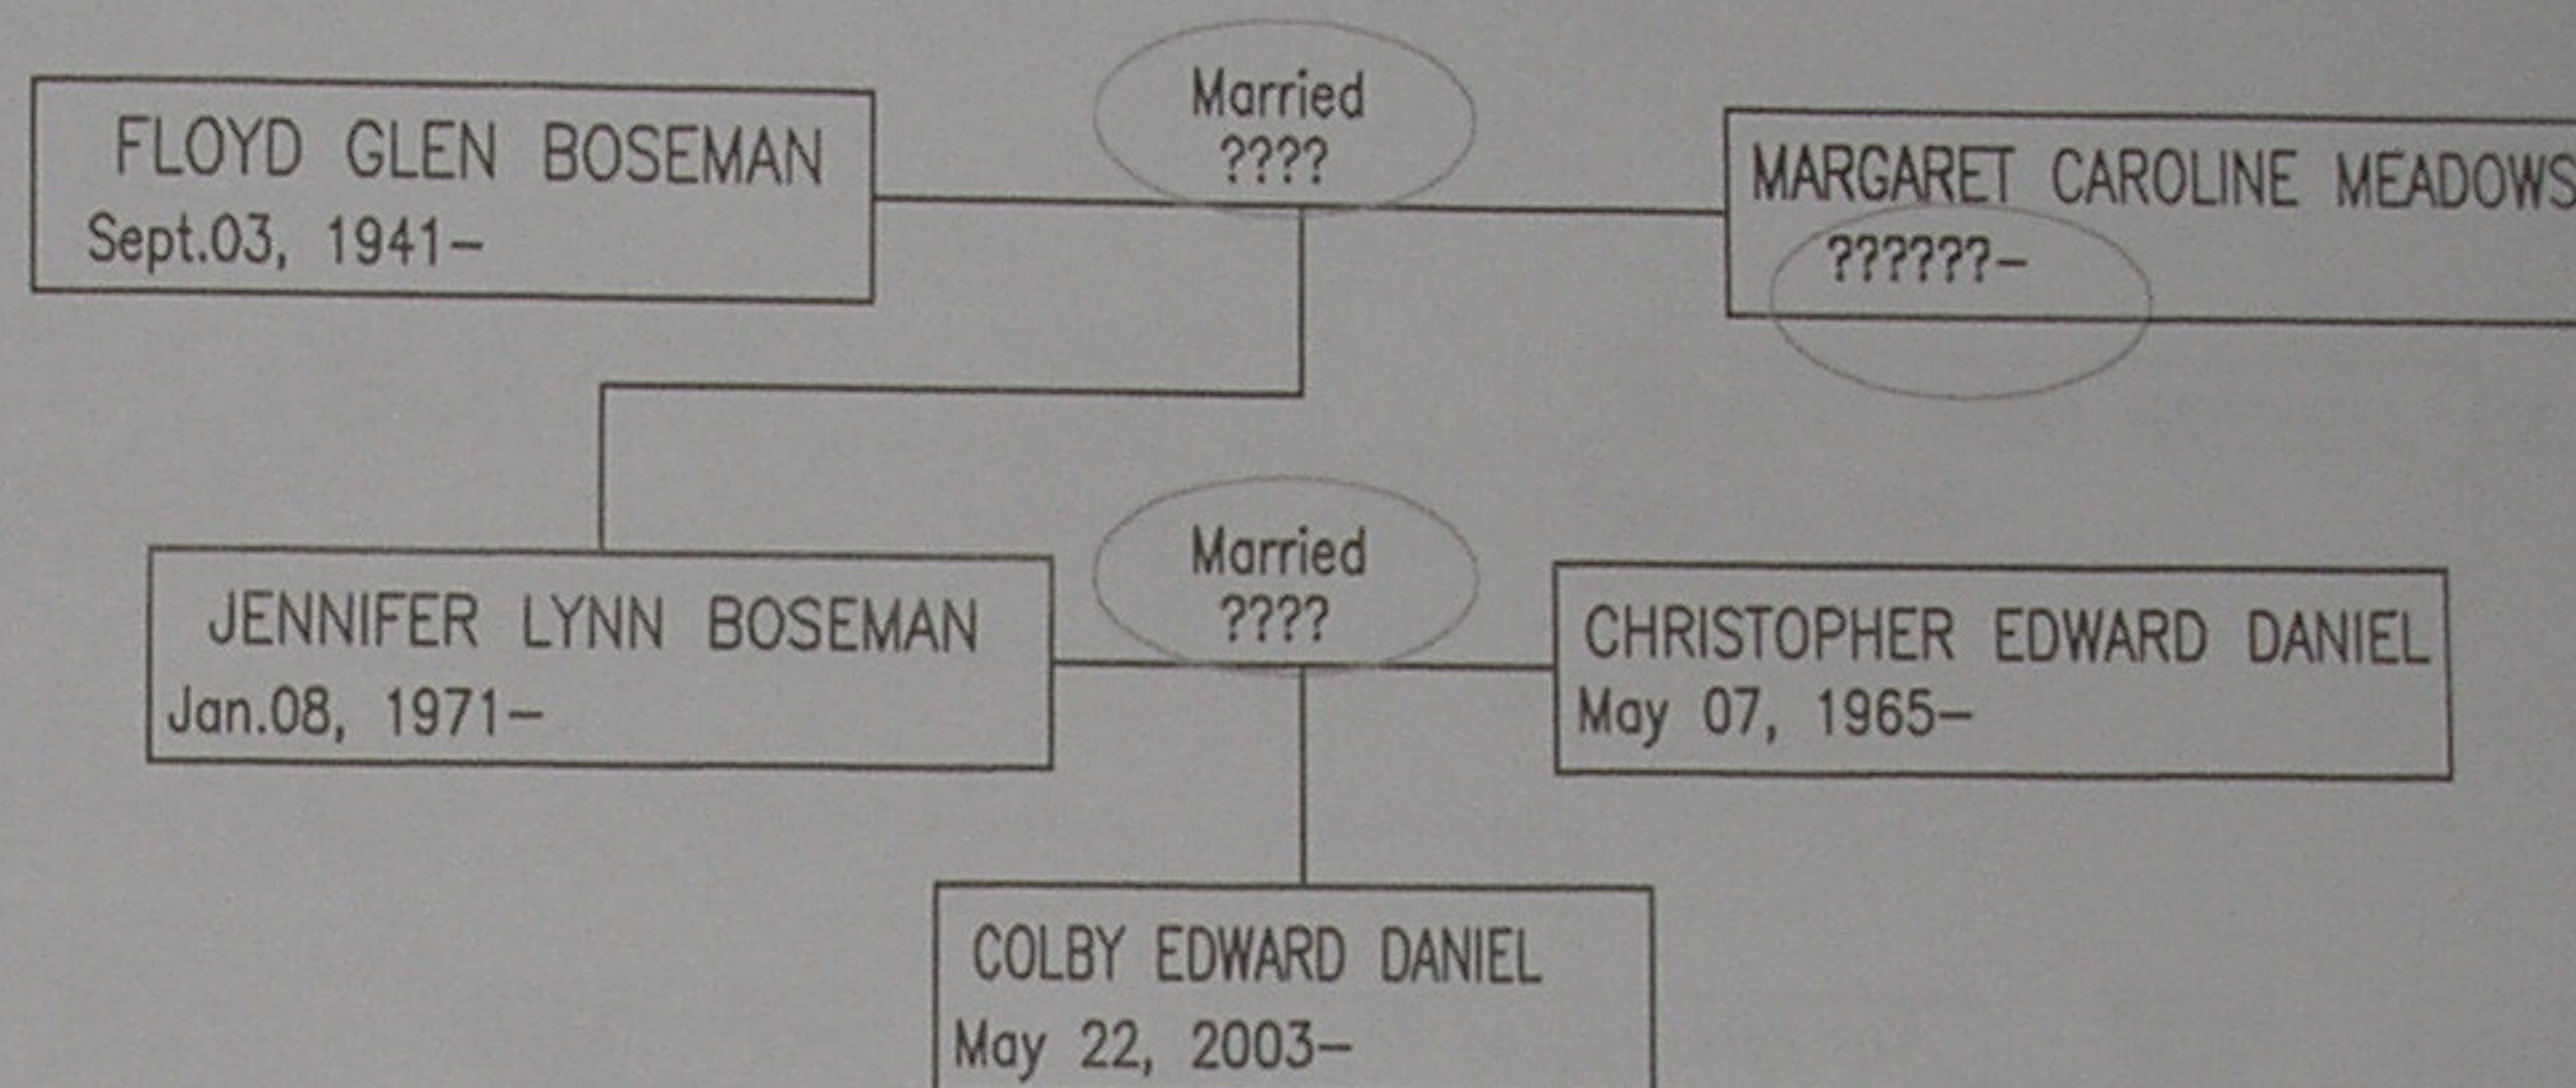 Married
????
FLOYD GLEN BOSEMAN
Sept.03, 1941–
MARGARET CAROLINE MEADOWS
??????–
Married
????
JENNIFER LYNN BOSEMAN
Jan.08, 1971–
CHRISTOPHER EDWARD DANIEL
May 07, 1965–
COLBY EDWARD DANIEL
May 22, 2003–